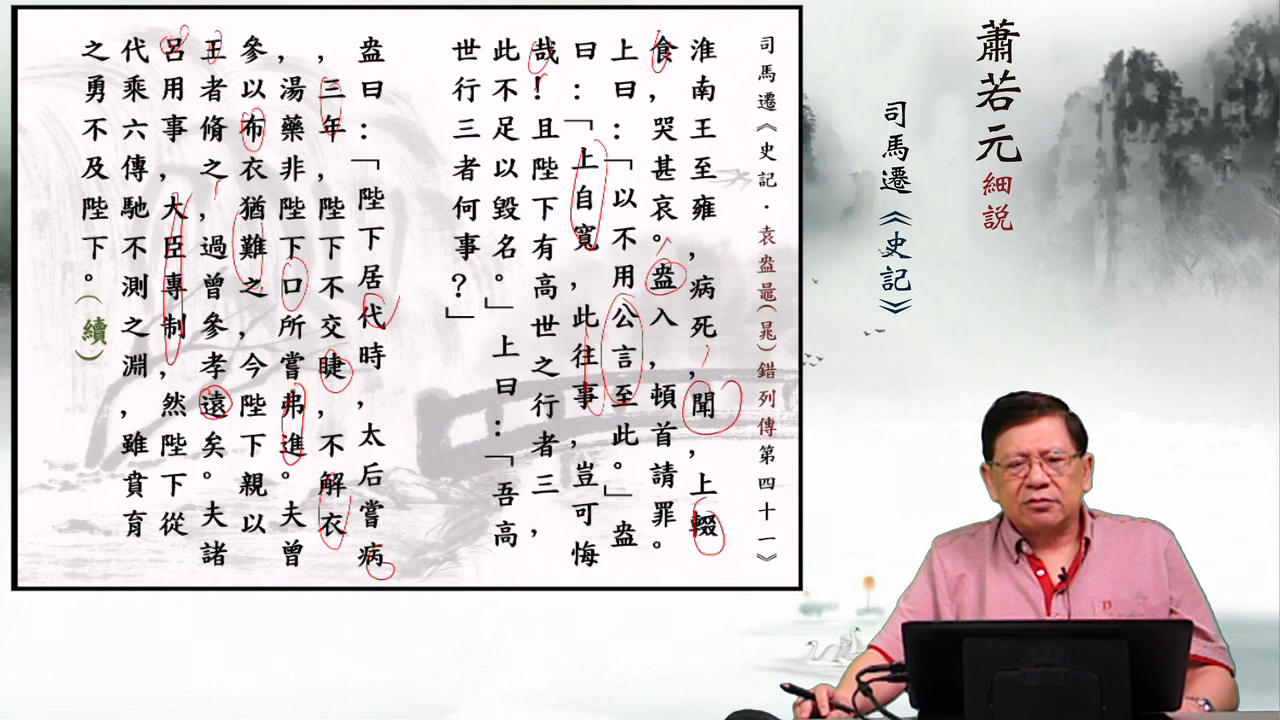 蕭若元細說
司馬遷《史記》
司馬遷《史記·袁盎鼂(晁)錯列傳第四十一》
淮南王至雍,病死,聞,上輟
食,哭甚哀。盎入,頓首請罪。
上曰:「以不用公言至此。」盎
曰:「上自寬,此往事,豈可悔
哉!且陛下有高世之行者三,
此不足以毀名。」上曰:「吾高
世行三者何事?」
盎曰:「陛下居代時,太后嘗病
,三年,陛下不交睫,不解衣
,湯藥非陛下口所嘗弗進。夫曾
參以布衣猶難之,今陛下親以
王者脩之,過曾參孝遠矣。夫諸
呂用事,大臣專制,然陛下從
代乘六傳馳不測之淵,雖賁育
之勇不及陛下。(續)